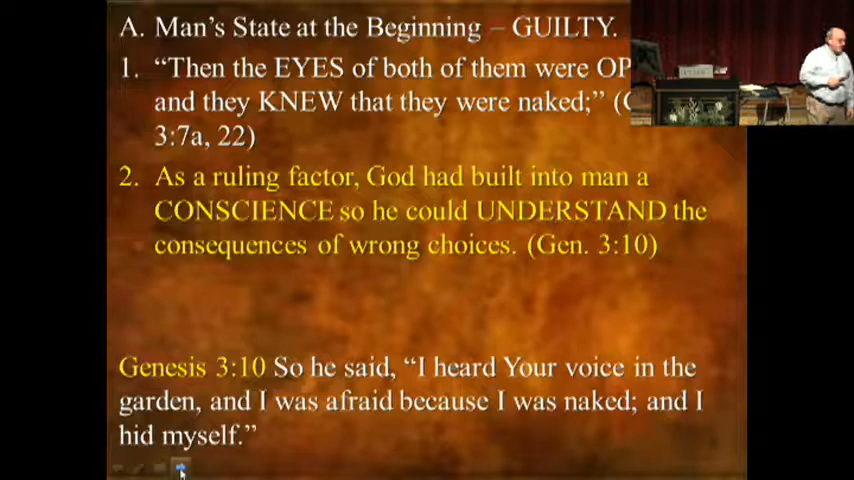 A. Man's State at the Beginning – GUILTY.
1. “Then the EYES of both of them were OP
and they KNEW that they were naked;” (
3:7a, 22)
2. As a ruling factor, God had built into man a
CONSCIENCE so he could UNDERSTAND the
consequences of wrong choices. (Gen. 3:10)
Genesis 3:10 So he said, “I heard Your voice in the
garden, and I was afraid because I was naked; and I
hid myself.”